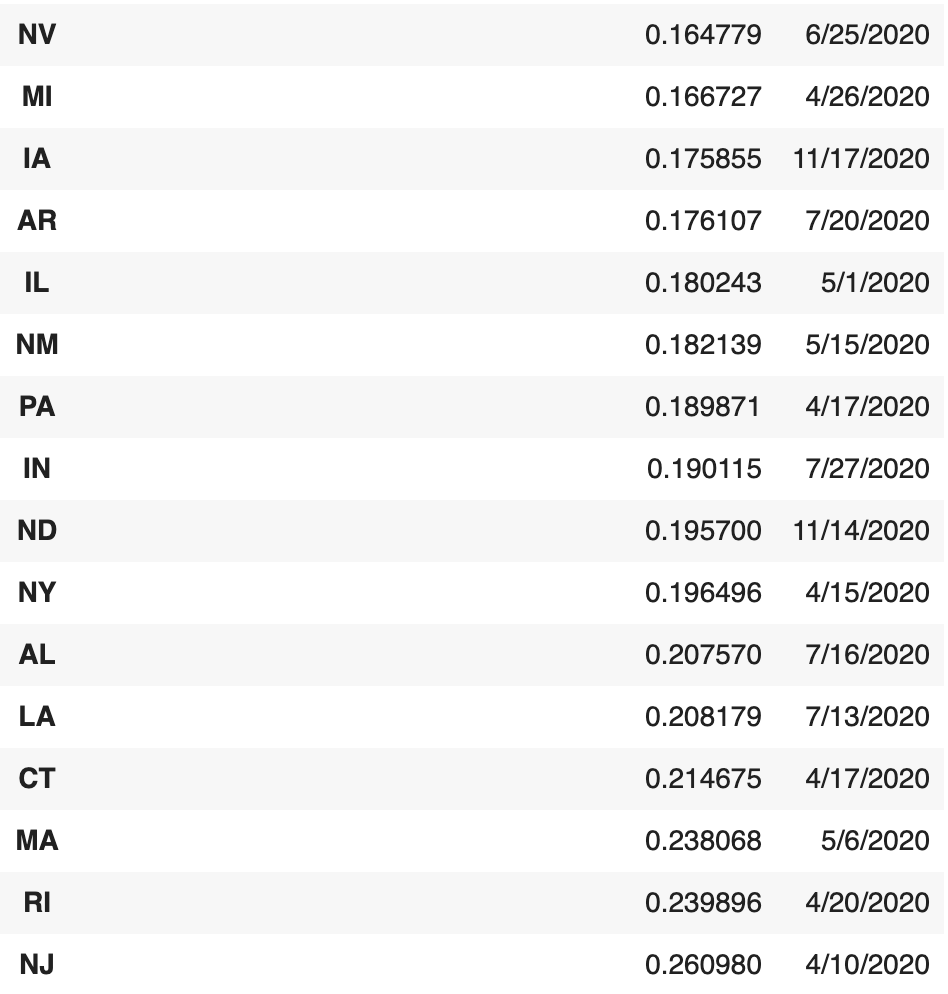 NV 0.164779 6/25/2020
MI 0.166727 4/26/2020
IA 0.175855 11/17/2020
AR 0.176107 7/20/2020
IL 0.180243 5/1/2020
NM 0.182139 5/15/2020
PA 0.189871 4/17/2020
IN 0.190115 7/27/2020
ND 0.195700 11/14/2020
NY 0.196496 4/15/2020
AL 0.207570 7/16/2020
LA 0.208179 7/13/2020
CT 0.214675 4/17/2020
MA 0.238068 5/6/2020
RI 0.239896 4/20/2020
NJ 0.260980 4/10/2020